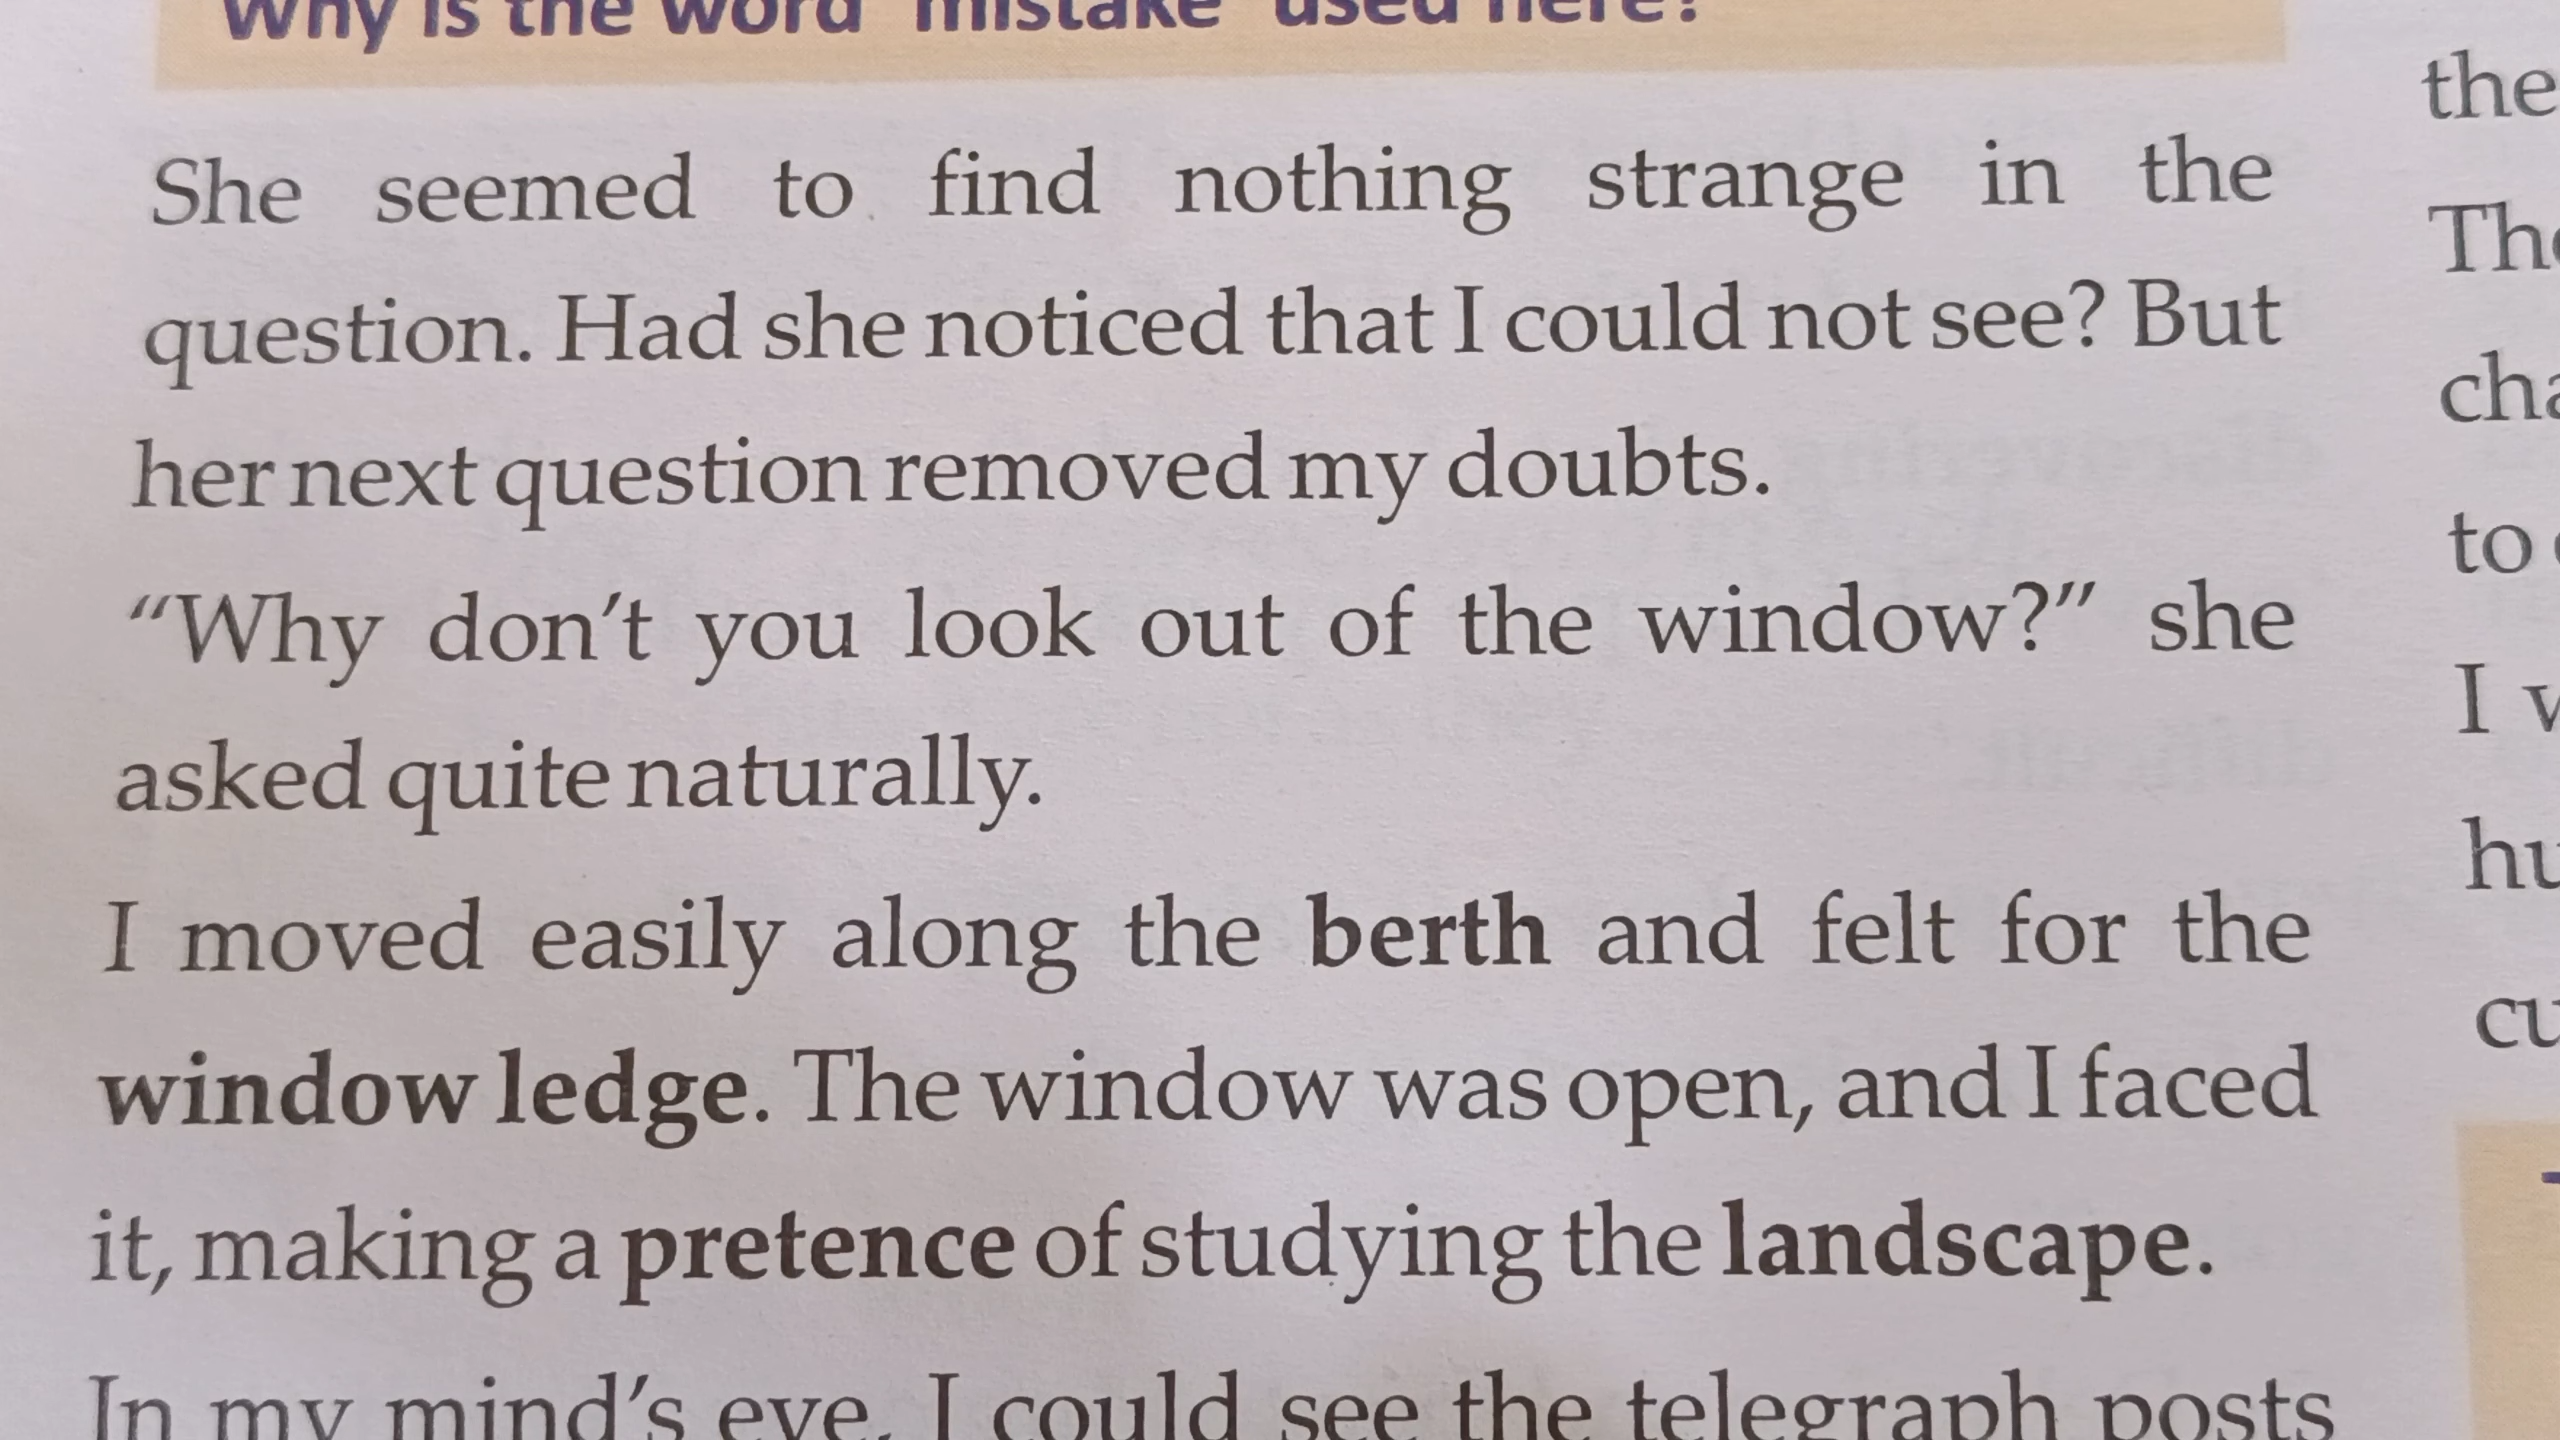 Why is the word 'mistake' used here?
She seemed to find nothing strange in the
question. Had she noticed that I could not see? But
her next question removed my doubts.
“Why don’t you look out of the window?” she
asked quite naturally.
I moved easily along the berth and felt for the
window ledge. The window was open, and I faced
it, making a pretence of studying the landscape.
In my mind’s eye, I could see the telegraph posts
the
to
I